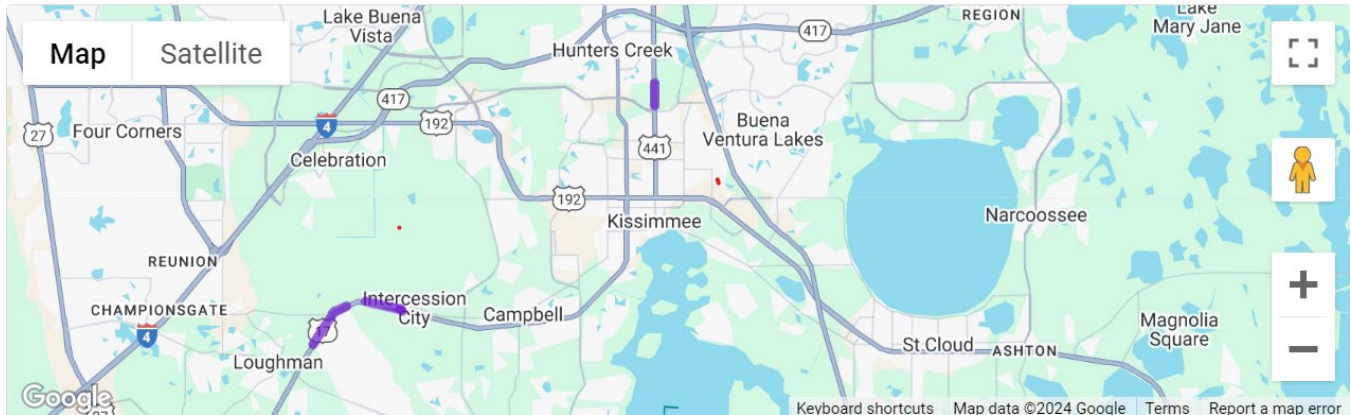 Lake Buena
Vista
417
REGION
Lake
Mary Jane
Map
Satellite
Hunters Creek
417
27
Four Corners
4
192
Buena
Ventura Lakes
Celebration
441
192
Kissimmee
Narcoossee
REUNION
CHAMPIONSGATE
Intercession
City
Campbell
17
4
Loughman
St Cloud
ASHTON
Magnolia
Square
+
−
Google
27
Keyboard shortcuts
Map data ©2024 Google
Terms
Report a map error